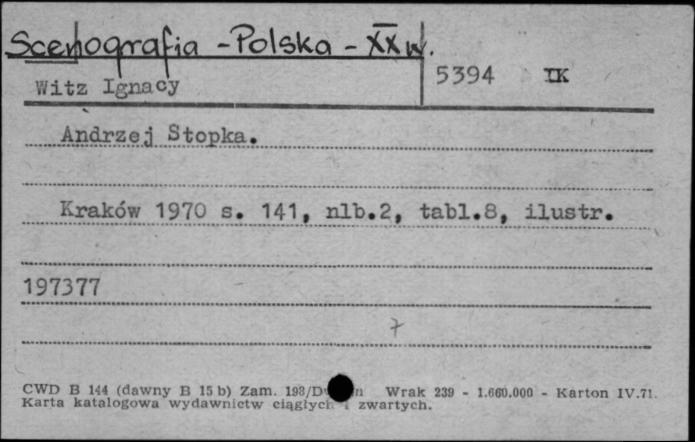 Scenografia - Polska - XX w.
Witz Ignacy
5394 IK
Andrzej Stopka.
Kraków 1970 s. 141, nlb.2, tabl.8, ilustr.
197377
7
CWD B 144 (dawny B 15 b) Zam. 193/D Wrak 239 - 1.660.000 - Karton IV.71.
Karta katalogowa wydawnictw ciągłych i zwartych.